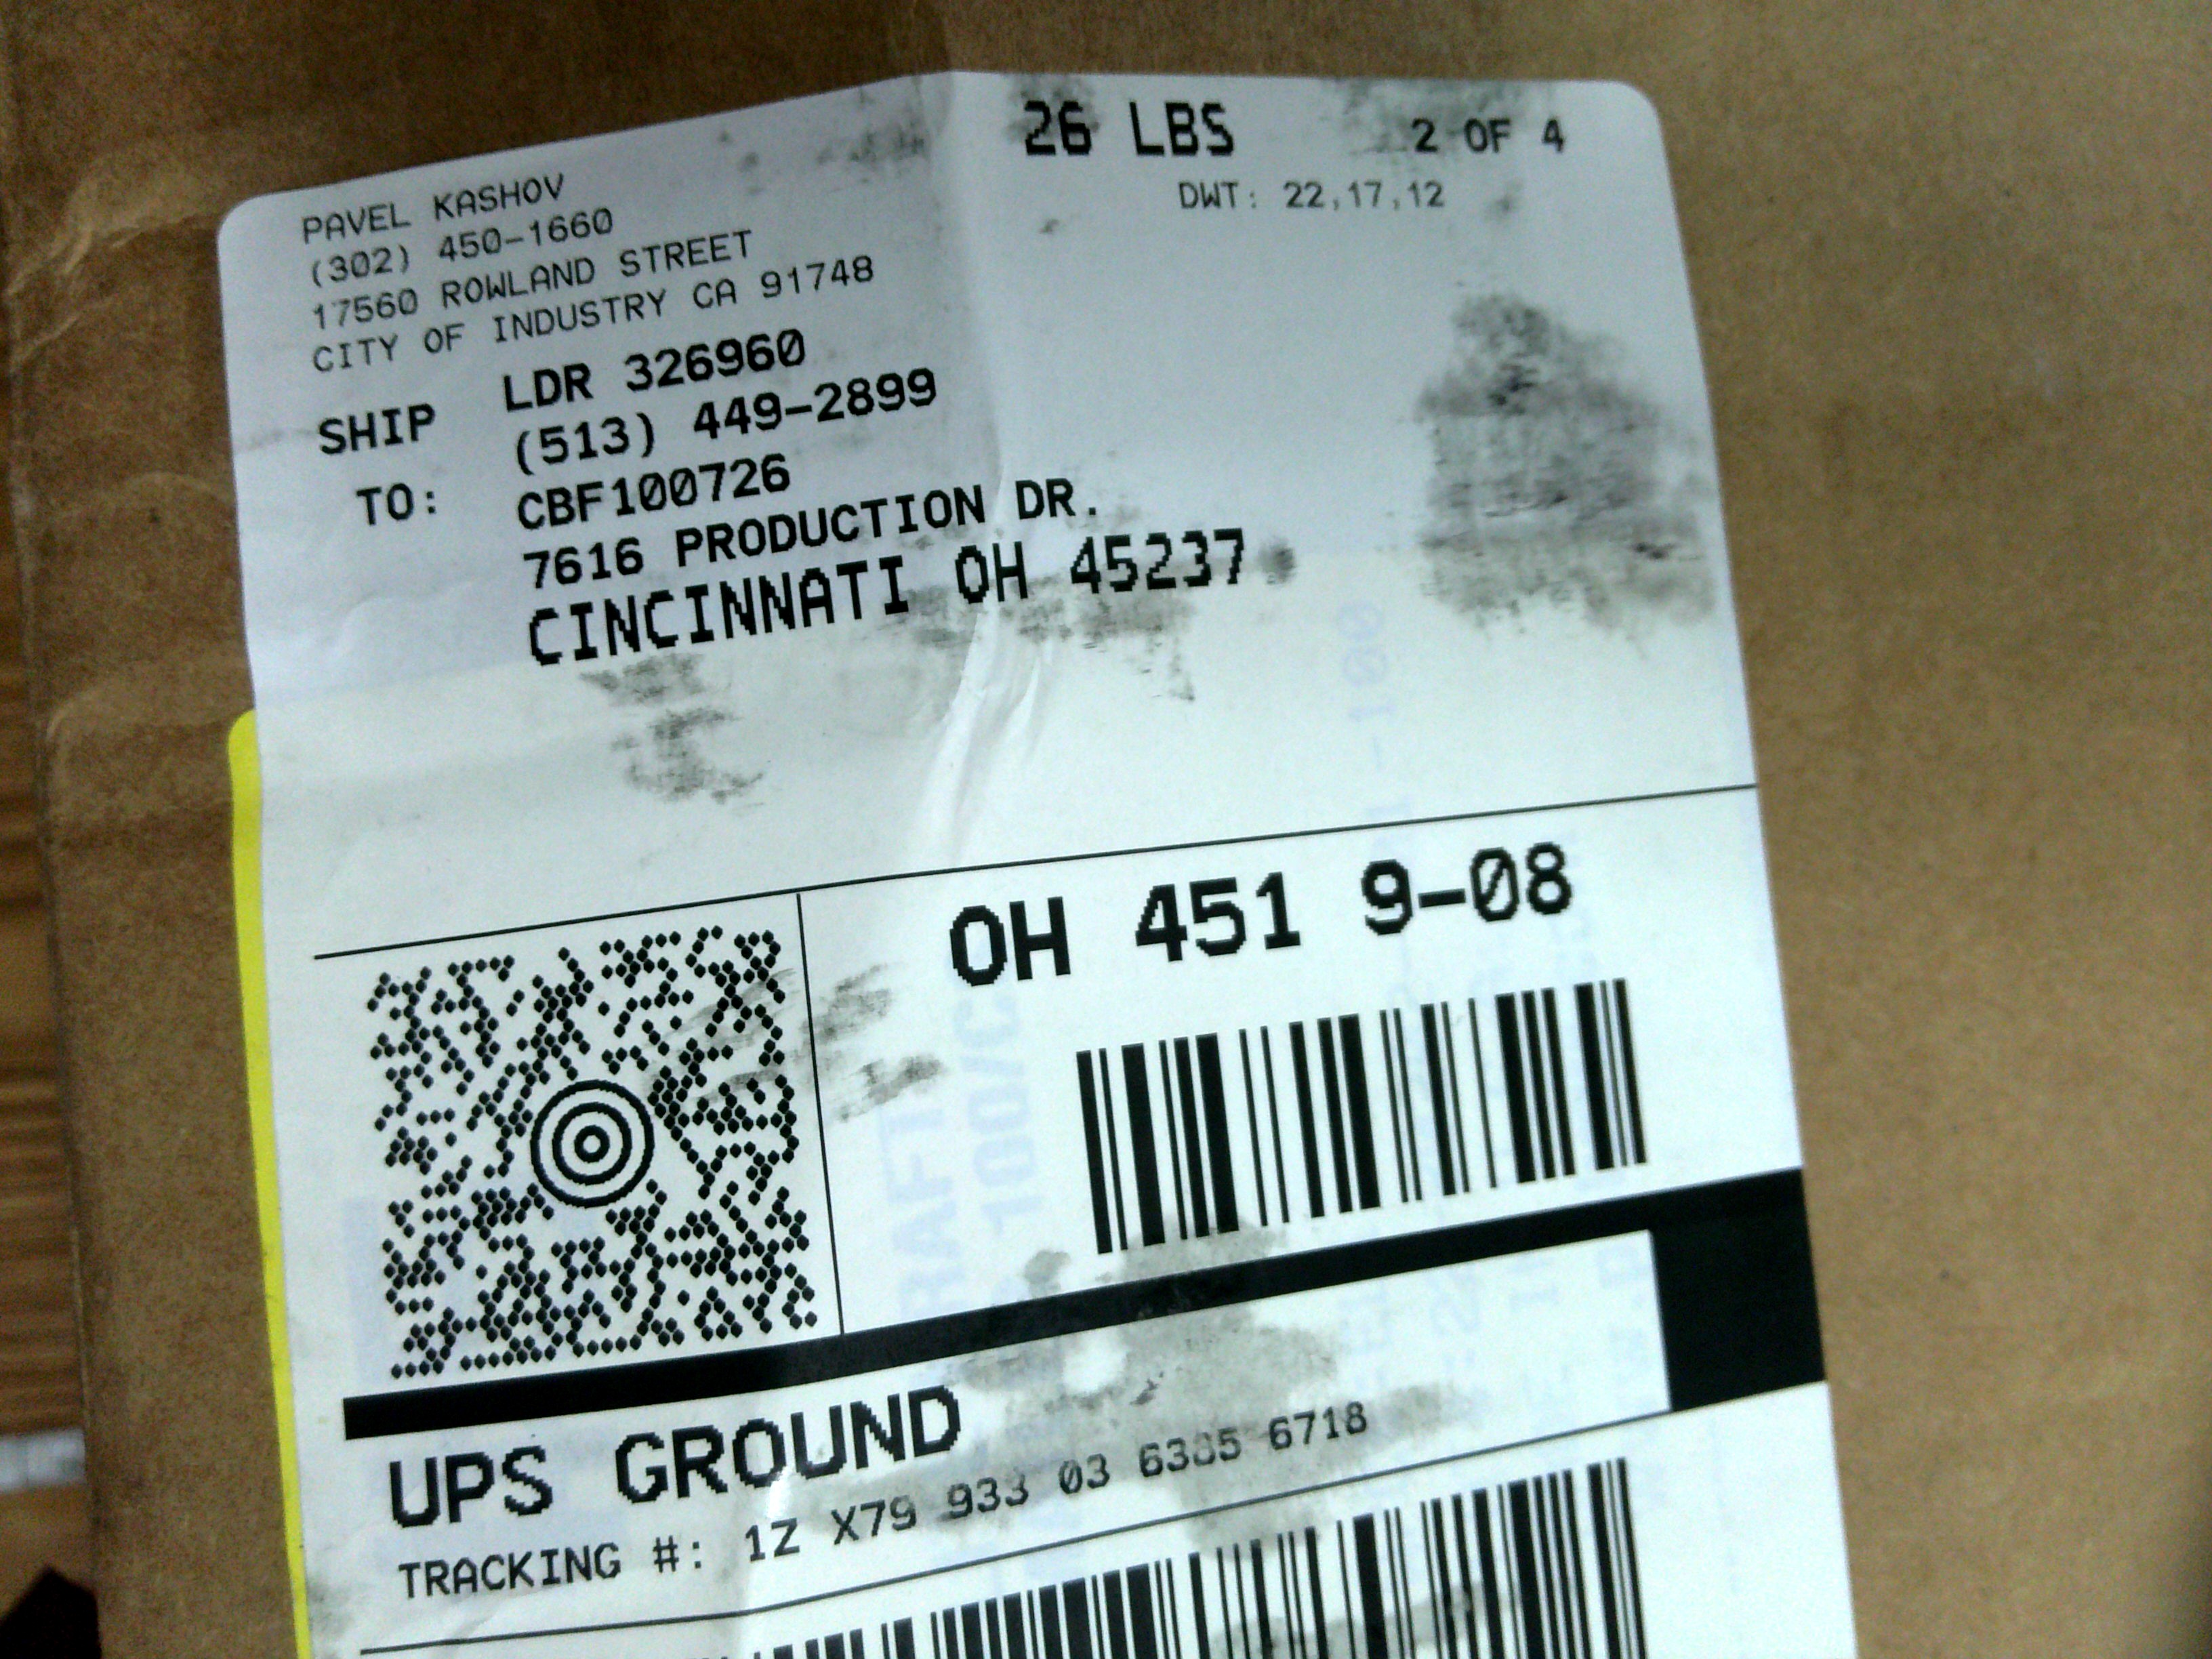 PAVEL KASHOV
(302) 450-1660
17560 ROWLAND STREET
CITY OF INDUSTRY CA 91748
26 LBS 2 OF 4
DWT: 22,17,12
SHIP TO:
LDR 326960
(513) 449-2899
CBF100726
7616 PRODUCTION DR.
CINCINNATI OH 45237
OH 451 9-08
UPS GROUND
TRACKING #: 1Z X79 933 03 6385 6718